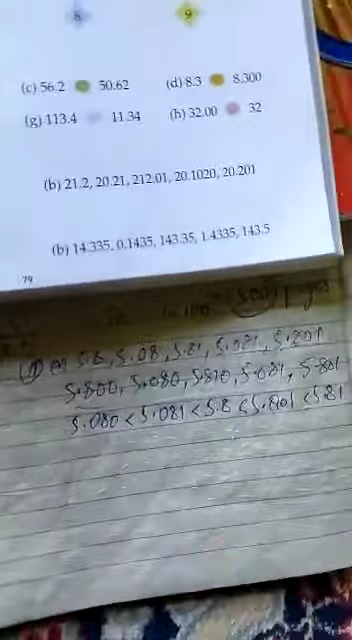 8 9
(c) 56.2 50.62 (d) 8.3 8.300
(g) 113.4 11.34 (h) 32.00 32
(b) 21.2, 20.21, 212.01, 20.1020, 20.201
(b) 14.335, 0.1435, 143.35, 1.4335, 143.5
79
5.8, 5.08, 5.81, 5.081, 5.801
5.800, 5.080, 5.810, 5.081, 5.801
5.080 < 5.081 < 5.8 < 5.801 < 5.81